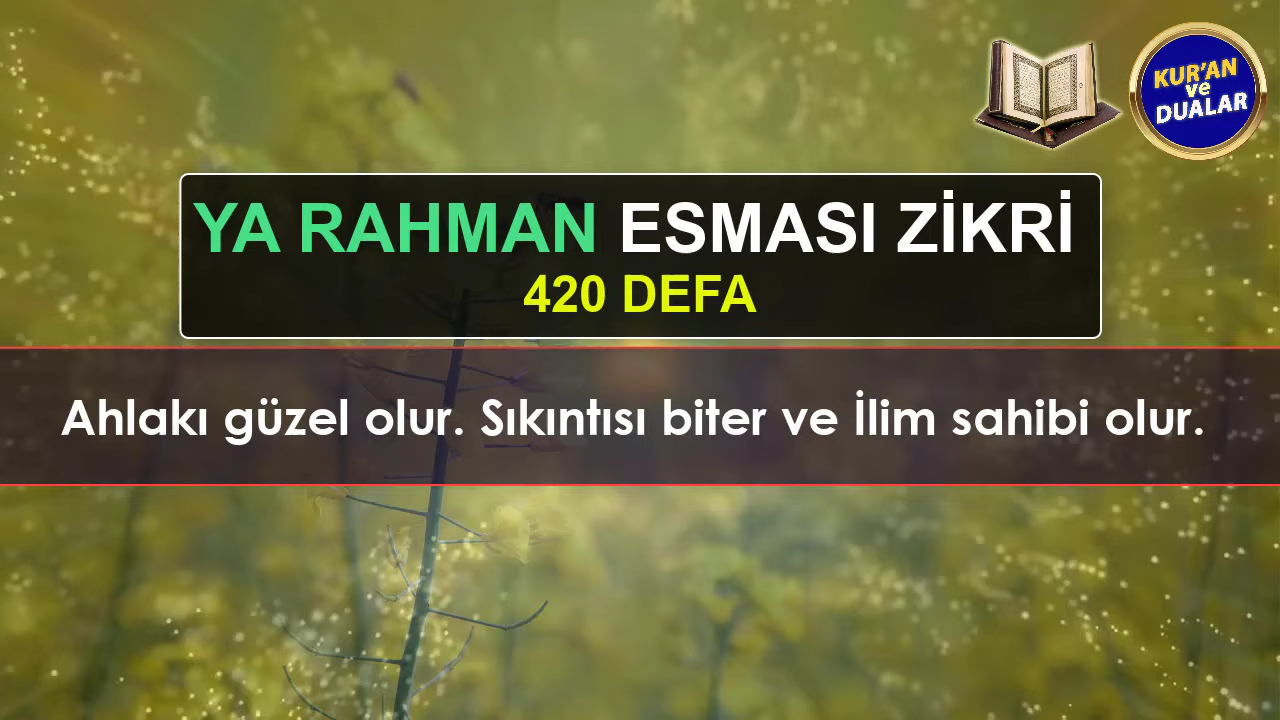 KUR'AN
ve
DUALAR
YA RAHMAN ESMASI ZİKRİ
420 DEFA
Ahlakı güzel olur. Sıkıntısı biter ve İlim sahibi olur.